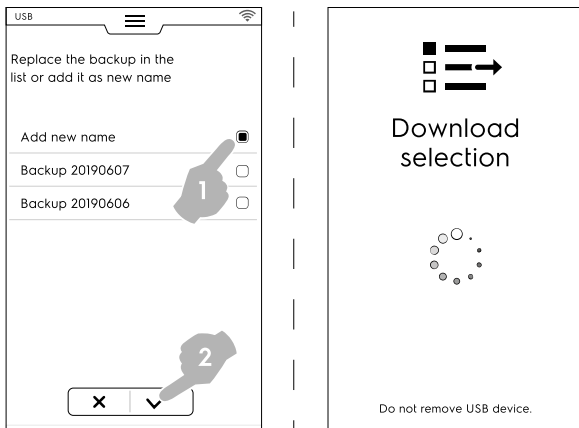 USB
Replace the backup in the
list or add it as new name
Add new name
Backup 20190607
Backup 20190606
1
2
Download
selection
Do not remove USB device.